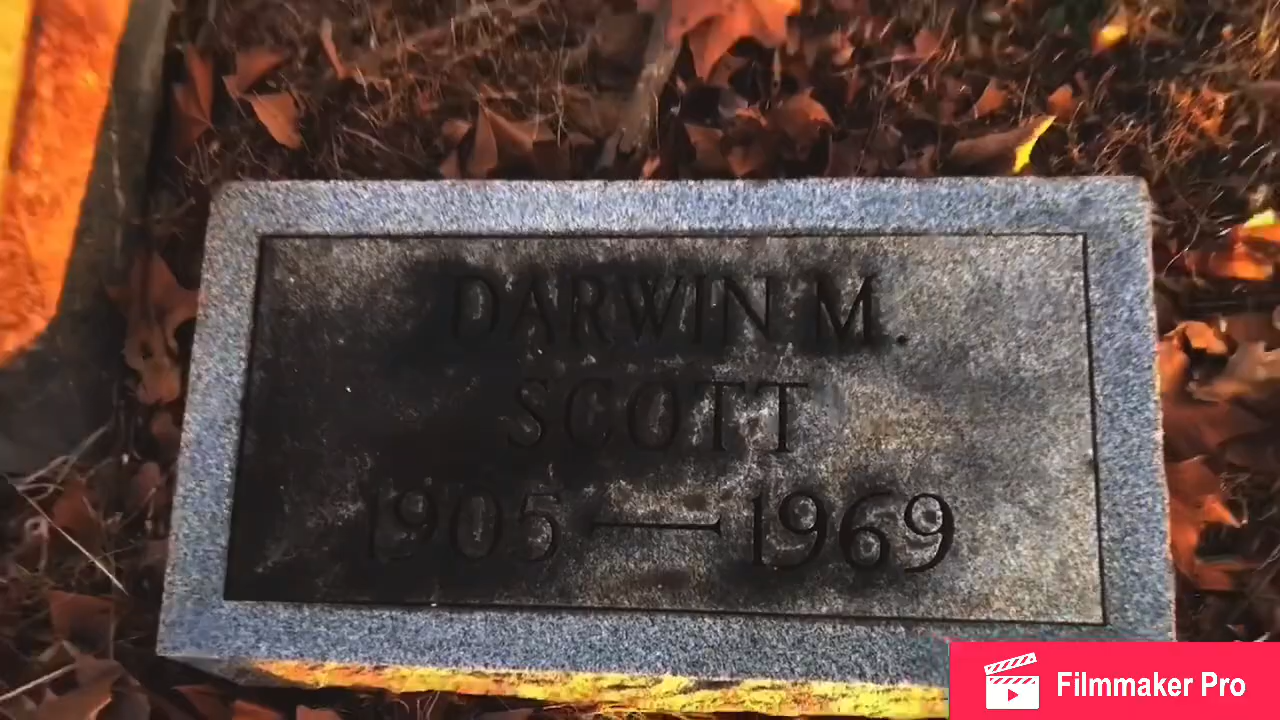 DARWIN M.
SCOTT
1905 — 1969
Filmmaker Pro